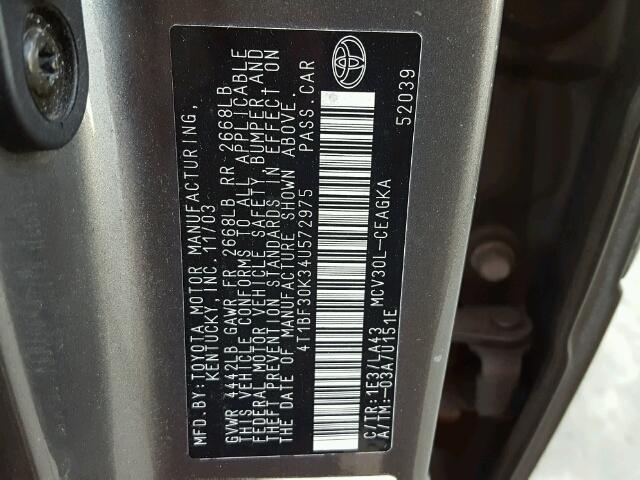 MFD. BY: TOYOTA MOTOR MANUFACTURING,
KENTUCKY, INC. 11/03
GVWR 4442LB GAWR FR 2668LB RR 2668LB
THIS VEHICLE CONFORMS TO ALL APPLICABLE
FEDERAL MOTOR VEHICLE SAFETY, BUMPER, AND
THEFT PREVENTION STANDARDS IN EFFECT ON
THE DATE OF MANUFACTURE SHOWN ABOVE.
4T1BF30K34U572975 PASS. CAR
C/TR: 1E3/LA43 MCV30L-CEAGKA
A/TM: -03A/U151E
52039